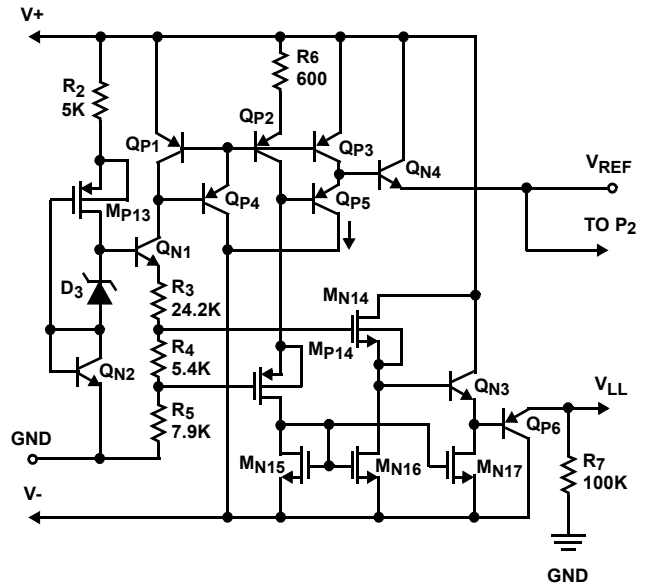 V+
R6
600
R2
5K
QP1
QP2
QP3
QN4
VREF
MP13
QP4
QP5
TO P2
QN1
D3
R3
24.2K
MN14
MP14
R4
5.4K
QN2
QN3
VLL
QP6
R5
7.9K
GND
MN15
MN16
MN17
R7
100K
V-
GND